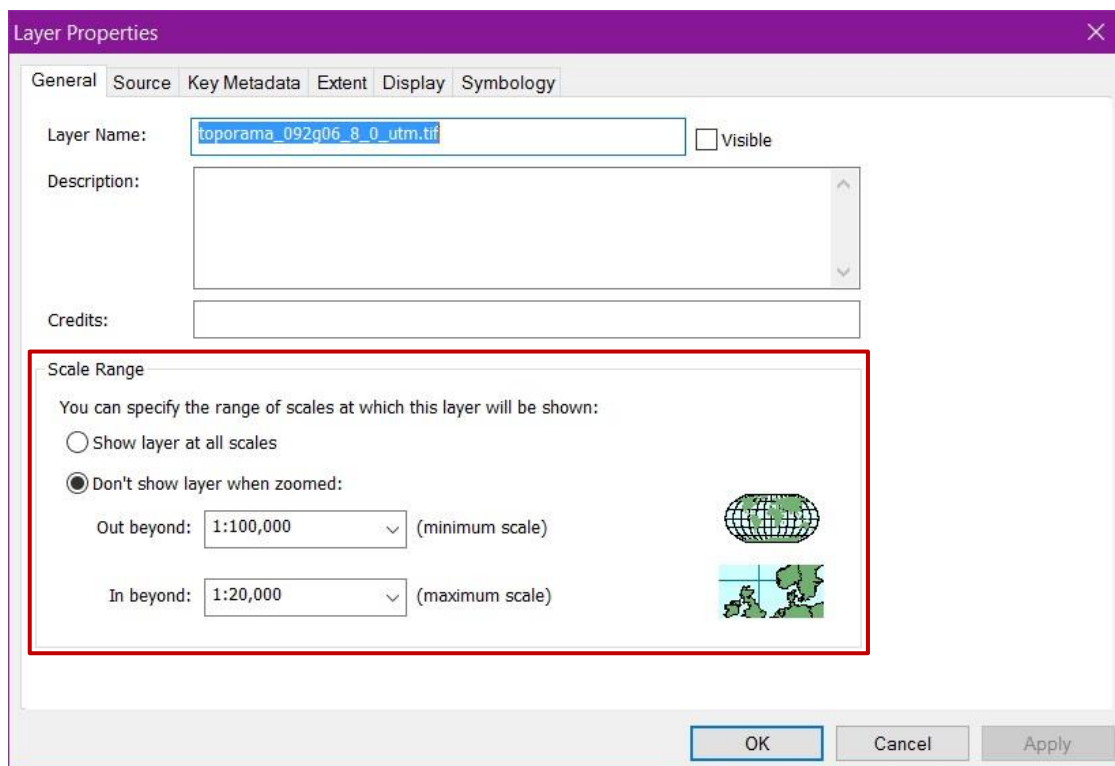 Layer Properties
General Source Key Metadata Extent Display Symbology
Layer Name: toporama_092g06_8_0_utm.tif Visible
Description:
Credits:
Scale Range
You can specify the range of scales at which this layer will be shown:
Show layer at all scales
Don't show layer when zoomed:
Out beyond: 1:100,000 (minimum scale)
In beyond: 1:20,000 (maximum scale)
OK Cancel Apply